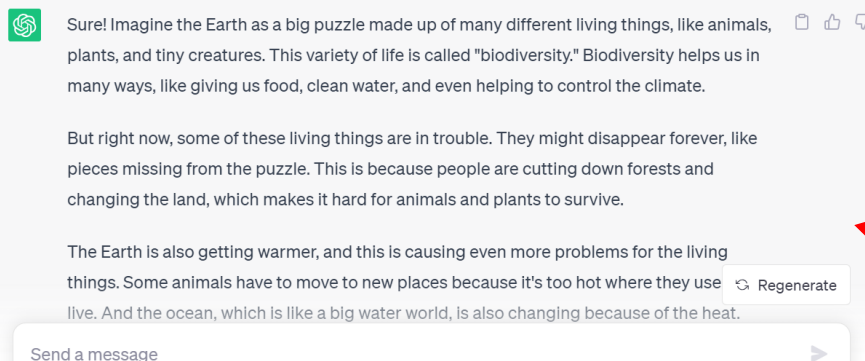 Sure! Imagine the Earth as a big puzzle made up of many different living things, like animals,
plants, and tiny creatures. This variety of life is called "biodiversity." Biodiversity helps us in
many ways, like giving us food, clean water, and even helping to control the climate.
But right now, some of these living things are in trouble. They might disappear forever, like
pieces missing from the puzzle. This is because people are cutting down forests and
changing the land, which makes it hard for animals and plants to survive.
The Earth is also getting warmer, and this is causing even more problems for the living
things. Some animals have to move to new places because it's too hot where they use
Regenerate
live. And the ocean, which is like a big water world, is also changing because of the heat.
Send a message